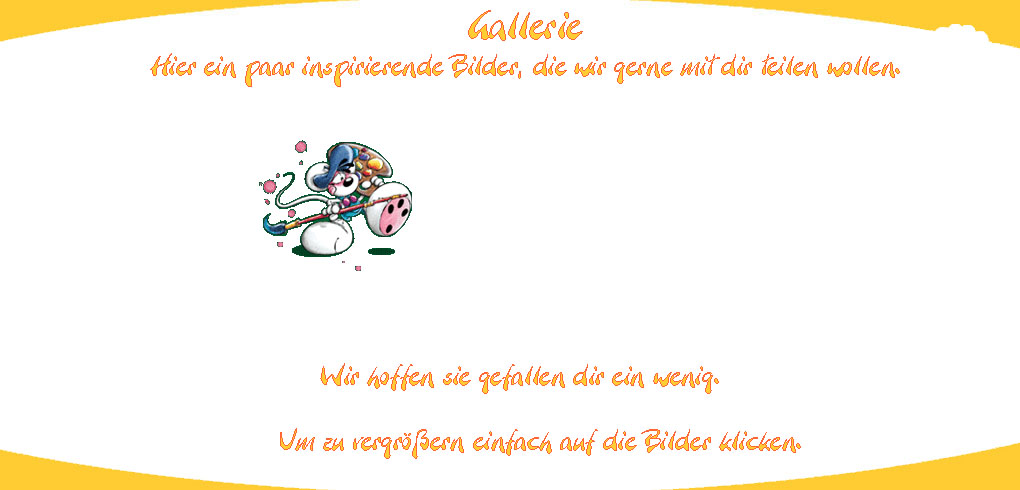 Gallerie
Hier ein paar inspirierende Bilder, die wir gerne mit dir teilen wollen.
Wir hoffen sie gefallen dir ein wenig.
Um zu vergrößern einfach auf die Bilder klicken.